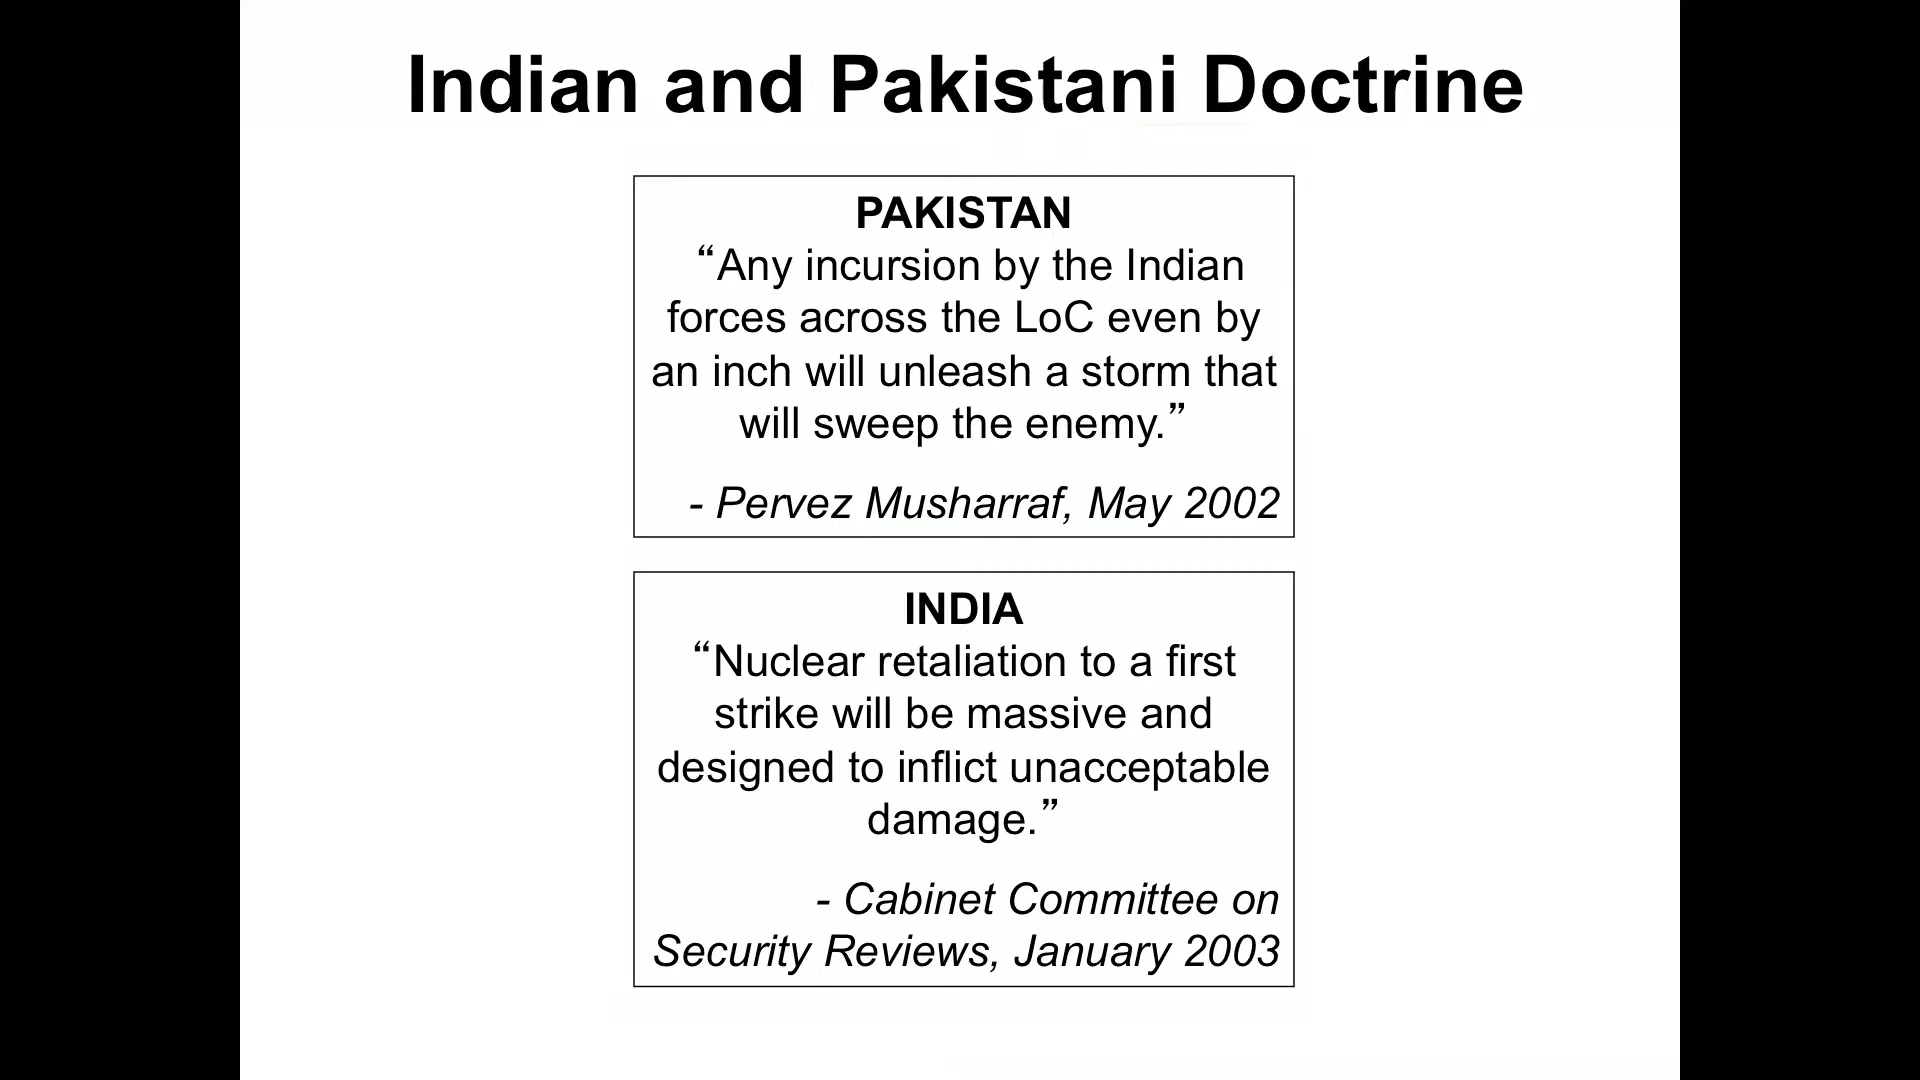 Indian and Pakistani Doctrine
PAKISTAN
“Any incursion by the Indian
forces across the LoC even by
an inch will unleash a storm that
will sweep the enemy.”
- Pervez Musharraf, May 2002
INDIA
“Nuclear retaliation to a first
strike will be massive and
designed to inflict unacceptable
damage.”
- Cabinet Committee on
Security Reviews, January 2003